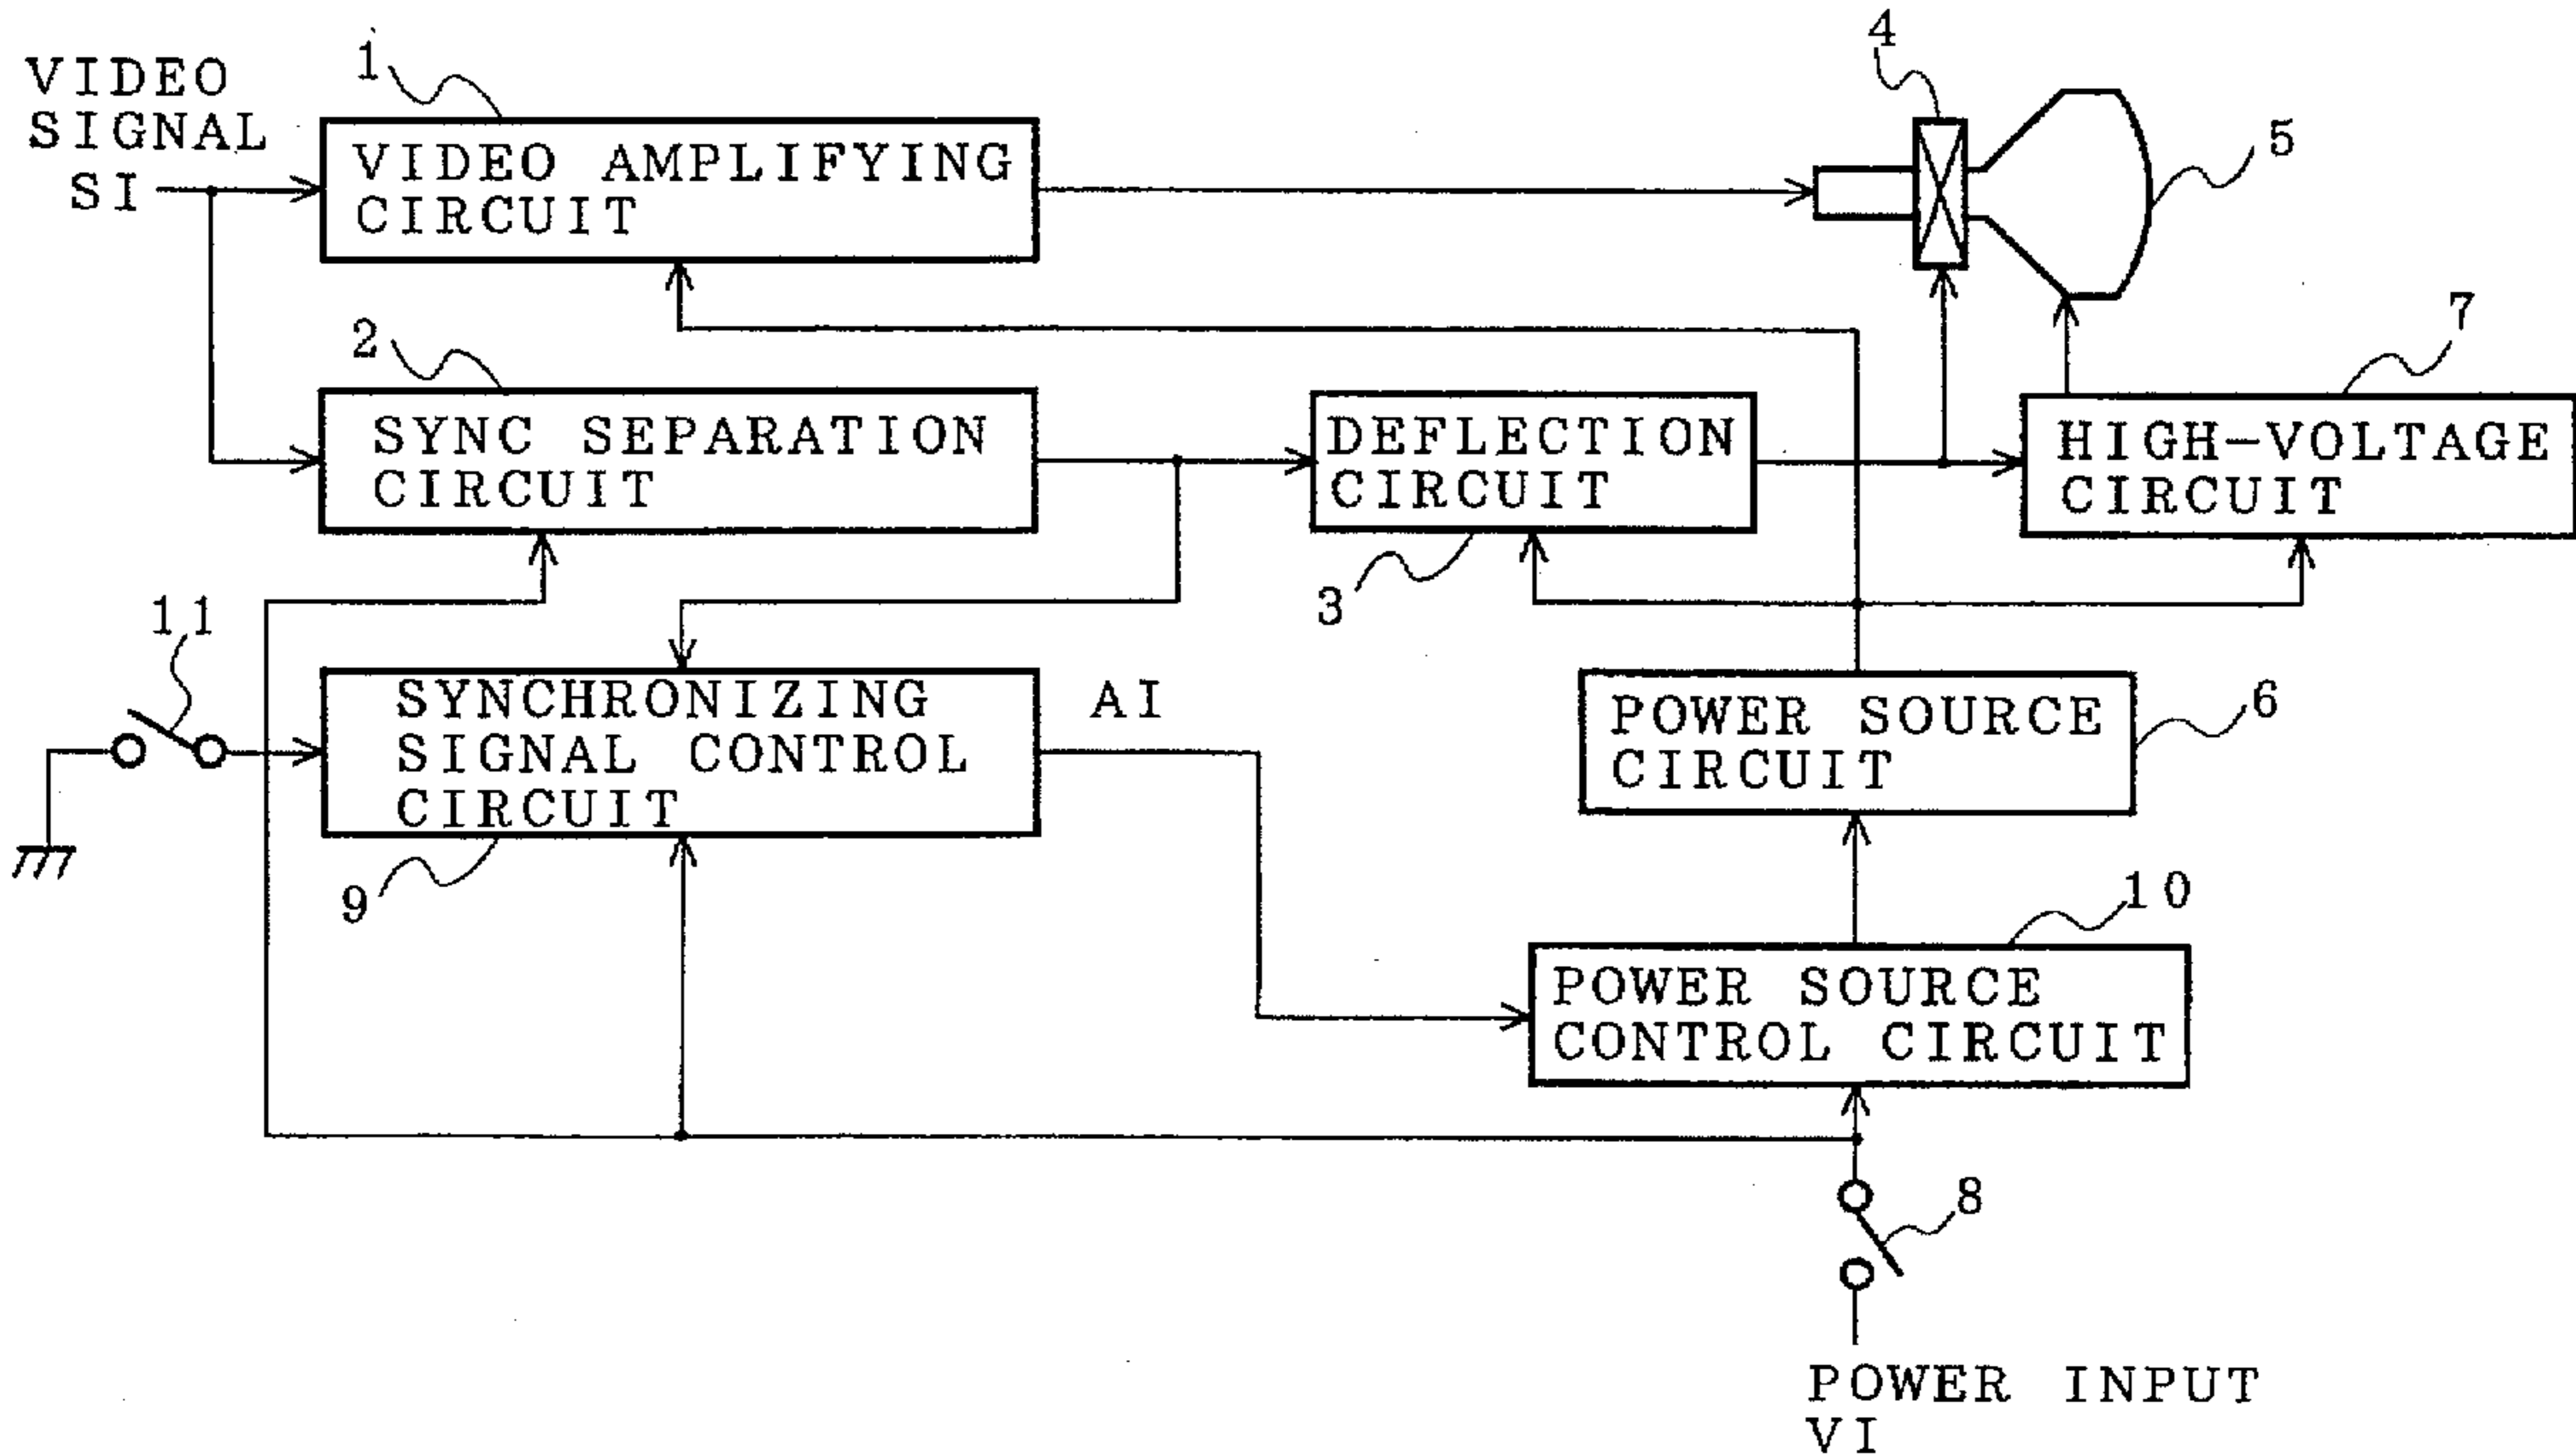 VIDEO
SIGNAL
SI
1
VIDEO AMPLIFYING
CIRCUIT
4
5
2
SYNC SEPARATION
CIRCUIT
DEFLECTION
CIRCUIT
3
7
HIGH-VOLTAGE
CIRCUIT
11
SYNCHRONIZING
SIGNAL CONTROL
CIRCUIT
9
AI
POWER SOURCE
CIRCUIT
6
10
POWER SOURCE
CONTROL CIRCUIT
8
POWER INPUT
VI